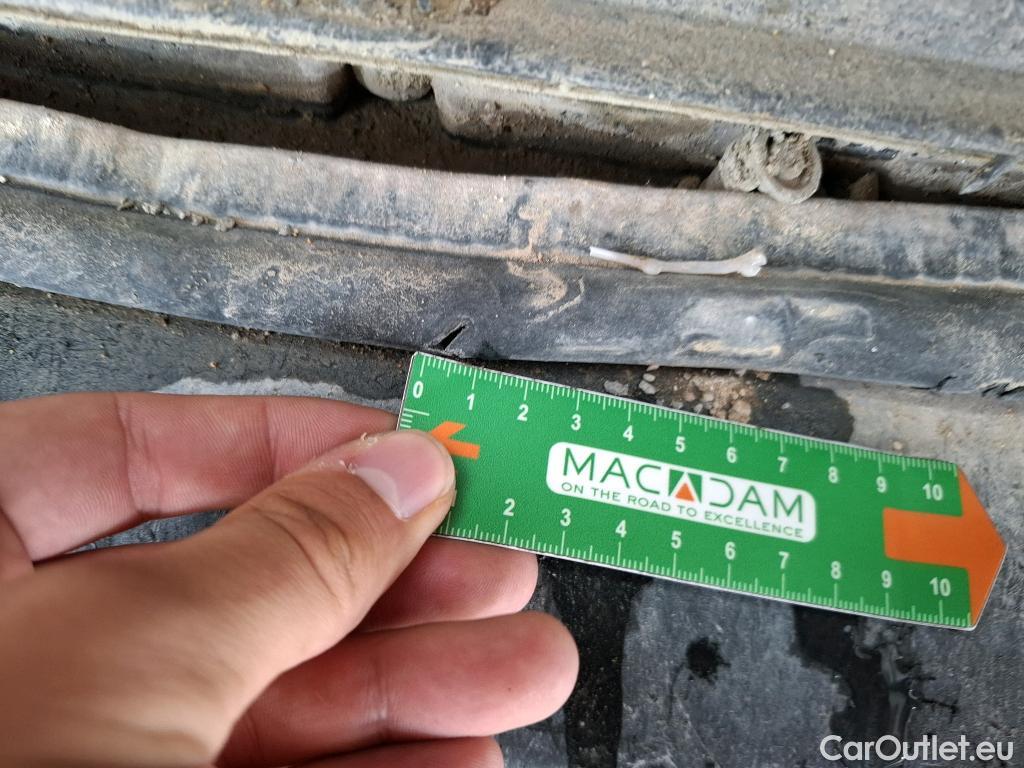 0 1 2 3 4 5 6 7 8 9 10
MACADAM
ON THE ROAD TO EXCELLENCE
2 3 4 5 6 7 8 9 10
CarOutlet.eu